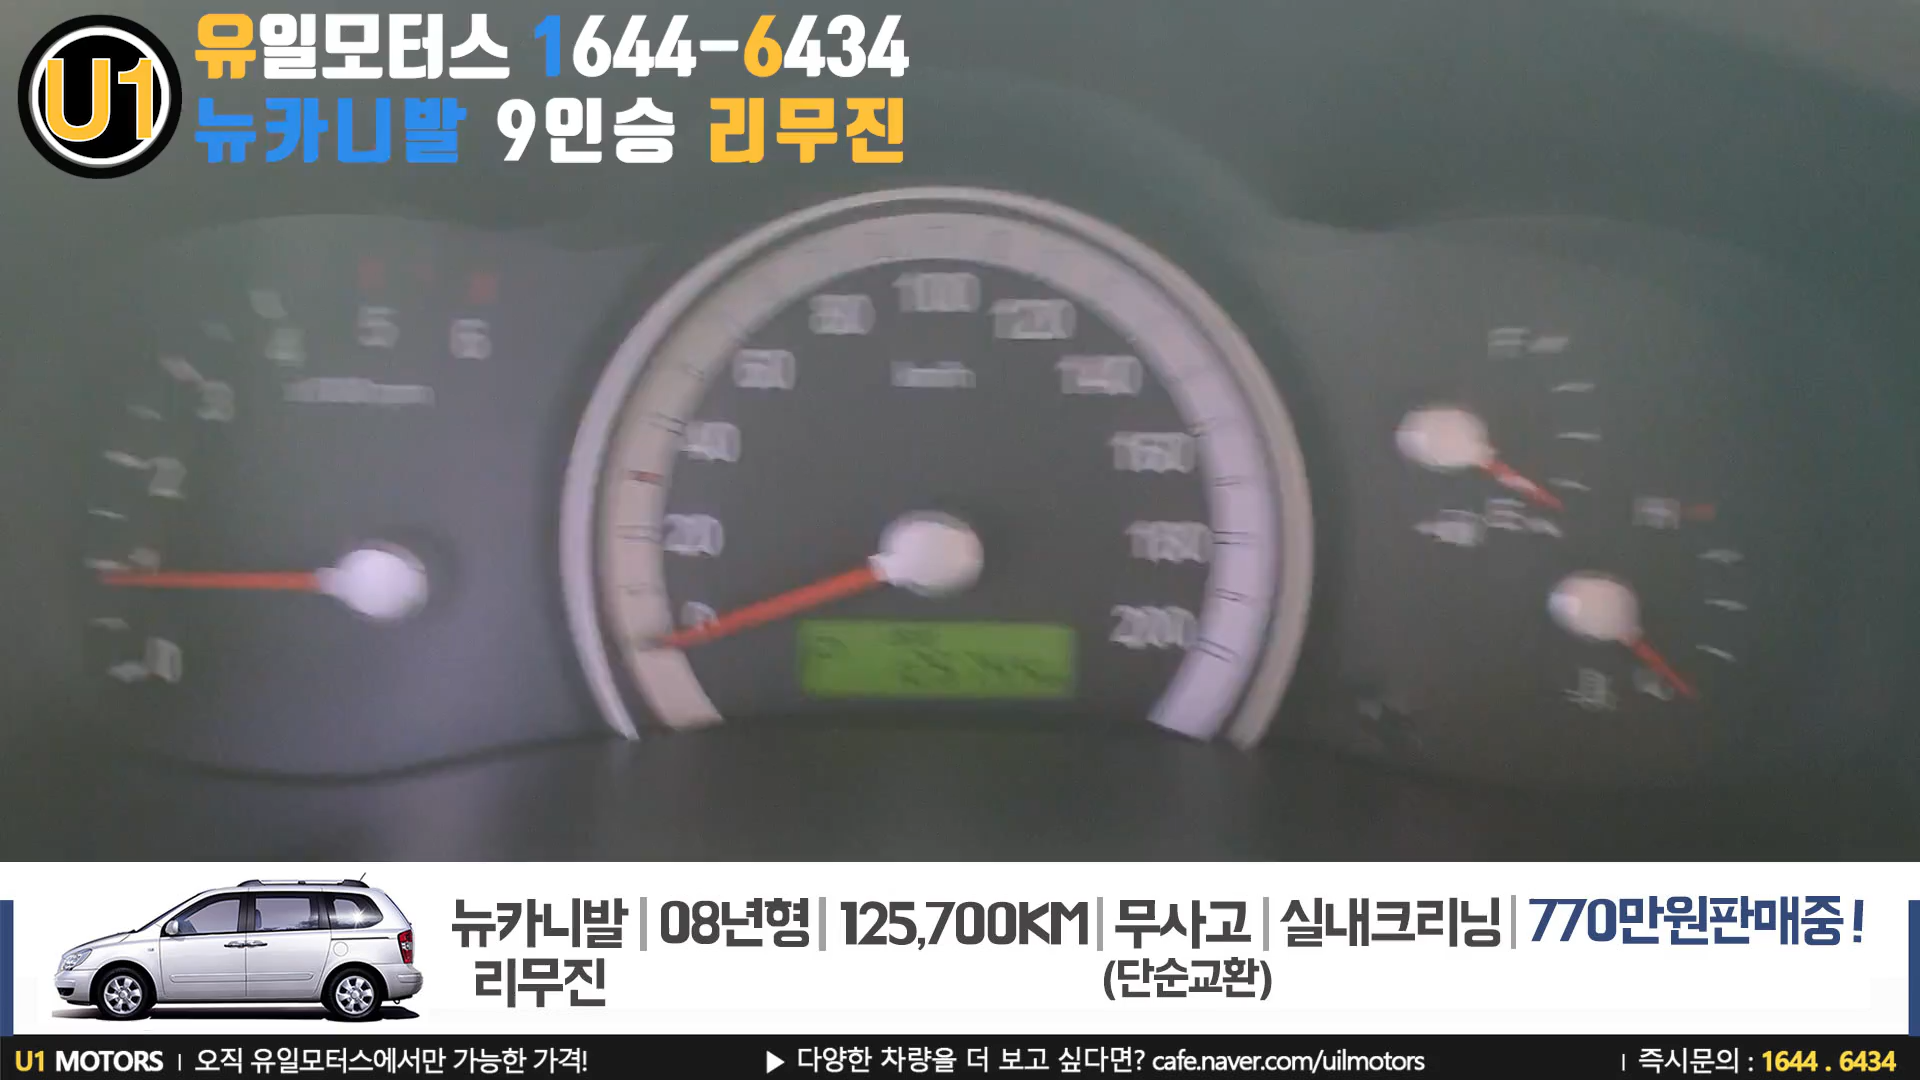 U1
유일모터스 1644-6434
뉴카니발 9인승 리무진
80 100 120
60 140
40 160
20 180
0 200
km/h
2 3 4 5 6
뉴카니발 리무진 | 08년형 | 125,700KM | 무사고 (단순교환) | 실내크리닝 | 770만원판매중!
U1 MOTORS | 오직 유일모터스에서만 가능한 가격!
▶ 다양한 차량을 더 보고 싶다면? cafe.naver.com/uilmotors
| 즉시문의 : 1644 . 6434